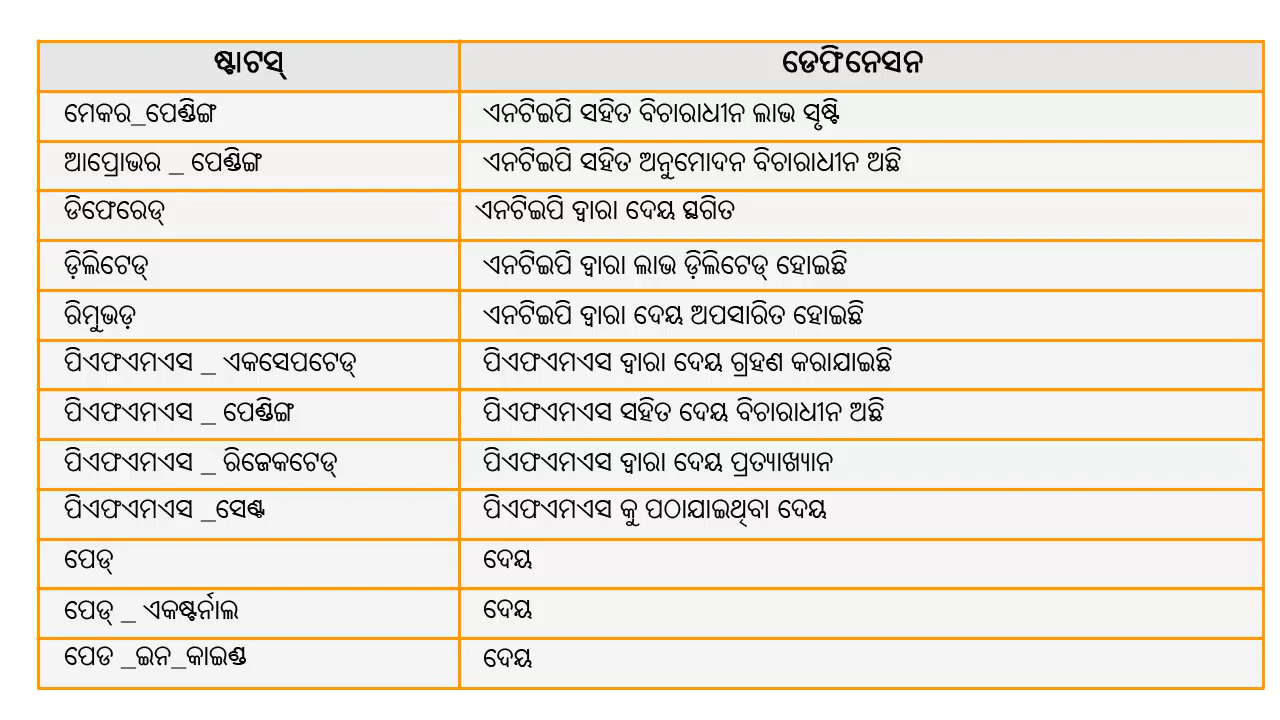 ଷ୍ଟାଟସ୍ ଡେଫିନେସନ
ମେକର_ପେଣ୍ଡିଙ୍ଗ ଏନଟିଇପି ସହିତ ବିଚାରାଧୀନ ଲାଭ ସୃଷ୍ଟି
ଆପ୍ରୋଭର _ ପେଣ୍ଡିଙ୍ଗ ଏନଟିଇପି ସହିତ ଅନୁମୋଦନ ବିଚାରାଧୀନ ଅଛି
ଡିଫେରେଡ୍ ଏନଟିଇପି ଦ୍ୱାରା ଦେୟ ସ୍ଥଗିତ
ଡ଼ିଲିଟେଡ୍ ଏନଟିଇପି ଦ୍ୱାରା ଲାଭ ଡ଼ିଲିଟେଡ୍ ହୋଇଛି
ରିମୁଭଡ଼ ଏନଟିଇପି ଦ୍ୱାରା ଦେୟ ଅପସାରିତ ହୋଇଛି
ପିଏଫଏମଏସ _ ଏକସେପଟେଡ୍ ପିଏଫଏମଏସ ଦ୍ୱାରା ଦେୟ ଗ୍ରହଣ କରାଯାଇଛି
ପିଏଫଏମଏସ _ ପେଣ୍ଡିଙ୍ଗ ପିଏଫଏମଏସ ସହିତ ଦେୟ ବିଚାରାଧୀନ ଅଛି
ପିଏଫଏମଏସ _ ରିଜେକଟେଡ୍ ପିଏଫଏମଏସ ଦ୍ୱାରା ଦେୟ ପ୍ରତ୍ୟାଖ୍ୟାନ
ପିଏଫଏମଏସ _ସେଣ୍ଟ ପିଏଫଏମଏସ କୁ ପଠାଯାଇଥିବା ଦେୟ
ପେଡ୍ ଦେୟ
ପେଡ୍ _ ଏକଷ୍ଟର୍ନାଲ ଦେୟ
ପେଡ _ଇନ_କାଇଣ୍ଡ ଦେୟ